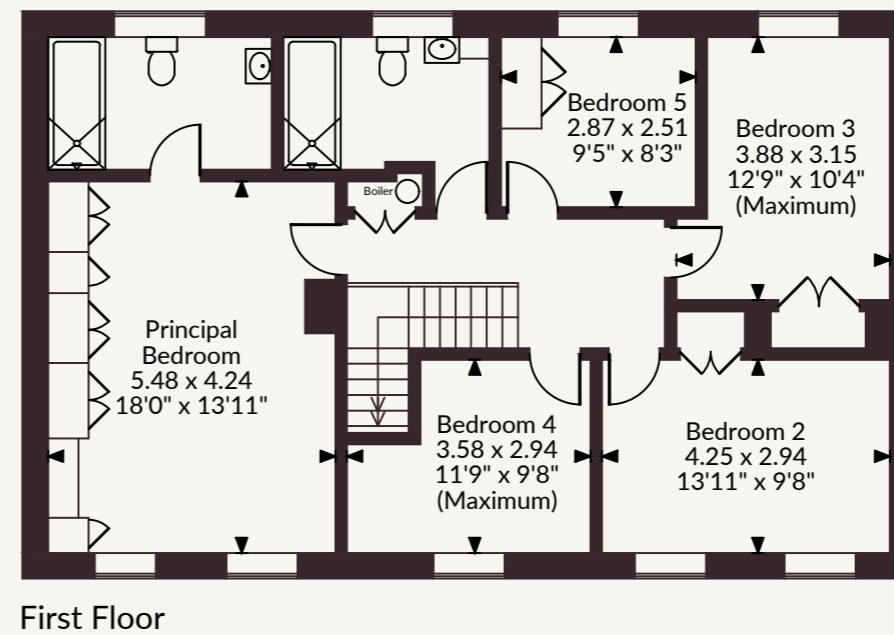 Bedroom 5
2.87 x 2.51
9'5" x 8'3"
Bedroom 3
3.88 x 3.15
12'9" x 10'4"
(Maximum)
Boiler
Principal
Bedroom
5.48 x 4.24
18'0" x 13'11"
Bedroom 4
3.58 x 2.94
11'9" x 9'8"
(Maximum)
Bedroom 2
4.25 x 2.94
13'11" x 9'8"
First Floor